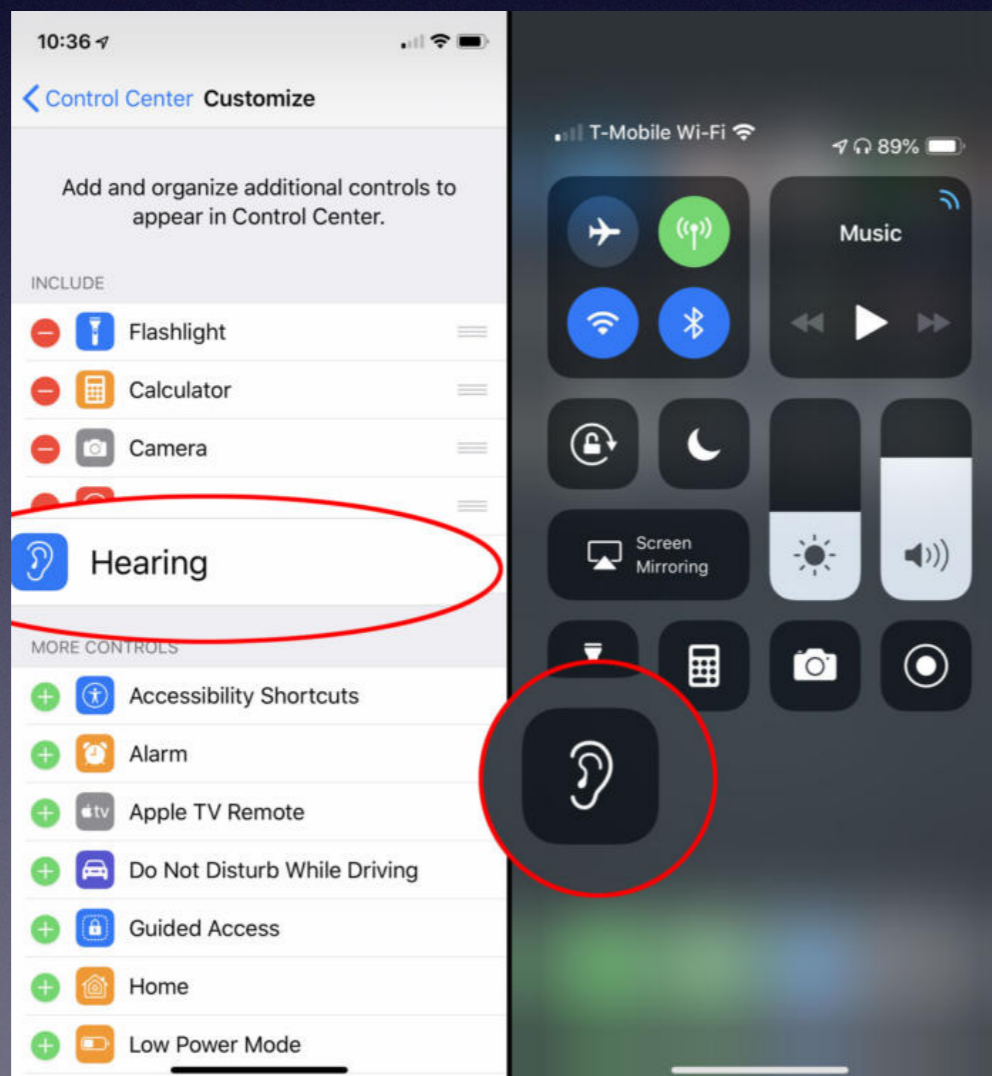 10:36
Control Center Customize
Add and organize additional controls to
appear in Control Center.
INCLUDE
Flashlight
Calculator
Camera
Hearing
MORE CONTROLS
Accessibility Shortcuts
Alarm
tv
Apple TV Remote
Do Not Disturb While Driving
Guided Access
Home
Low Power Mode
T-Mobile Wi-Fi
89%
Music
Screen
Mirroring